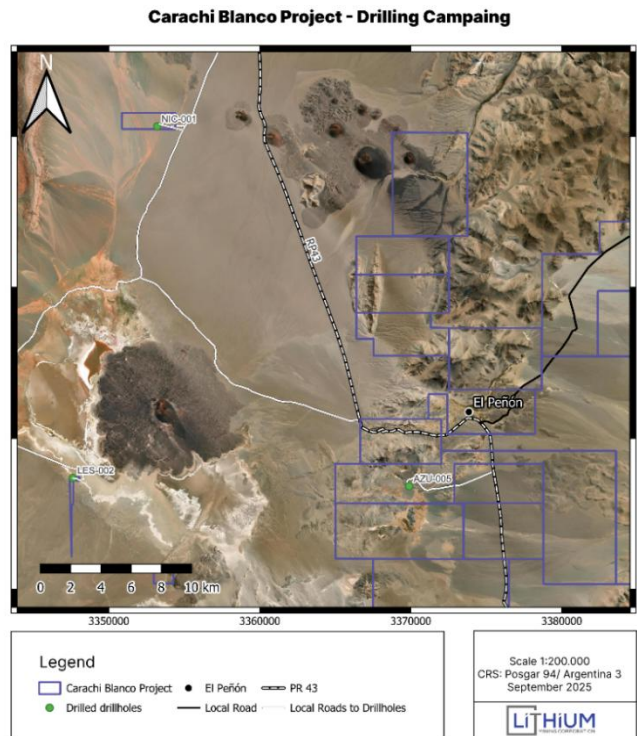 Carachi Blanco Project - Drilling Campaing
N
NIC-001
RP43
El Peñón
LES-002
AZU-005
0 2 4 6 8 10 km
3350000 3360000 3370000 3380000
Legend
Carachi Blanco Project El Peñón PR 43
Drilled drillholes Local Road Local Roads to Drillholes
Scale 1:200.000
CRS: Posgar 94/ Argentina 3
September 2025
LiTHiUM
MINING CORPORATION